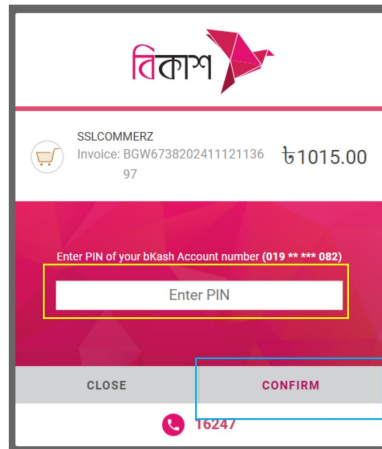 বিকাশ
SSLCOMMERZ
Invoice: BGW6738202411121136
97
৳1015.00
Enter PIN of your bKash Account number (019 ** *** 082)
Enter PIN
CLOSE CONFIRM
16247